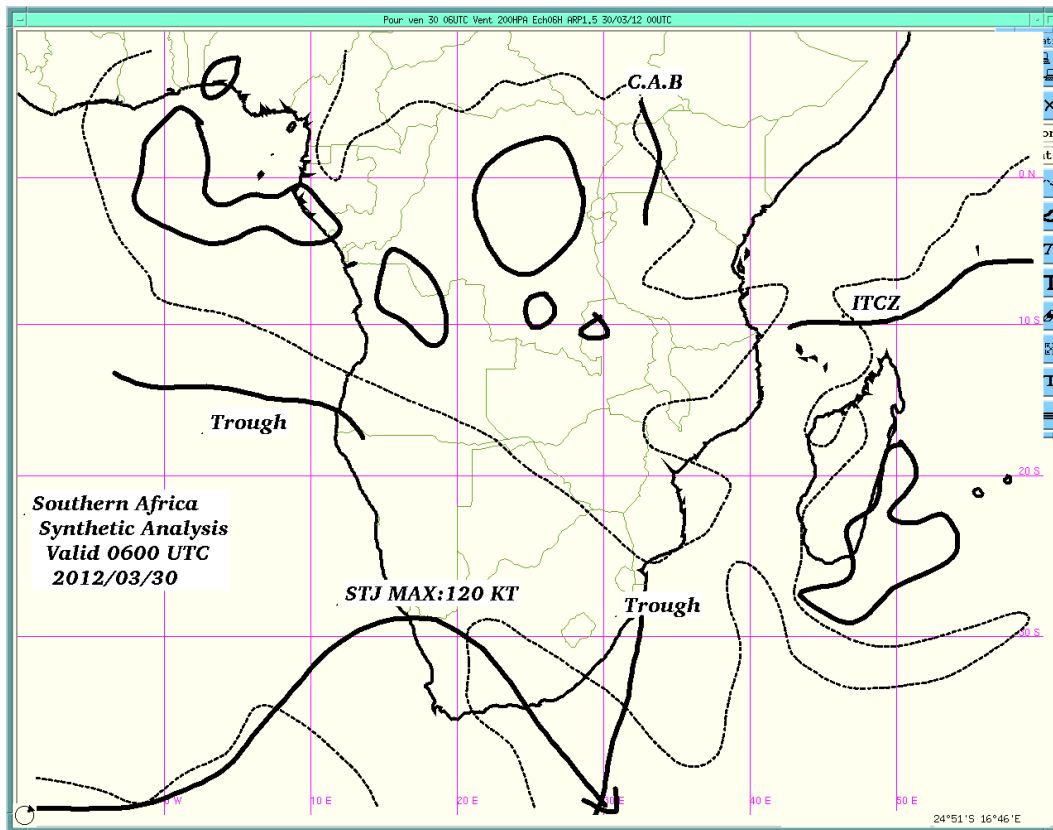 Pour ven 30 06UTC Vent 200HPA Ech06H ARP1.5 30/03/12 00UTC
C.A.B
0 N
ITCZ
10 S
Trough
20 S
Southern Africa
Synthetic Analysis
Valid 0600 UTC
2012/03/30
STJ MAX:120 KT
Trough
30 S
0 W
10 E
20 E
30 E
40 E
50 E
24°51'S 16°46'E